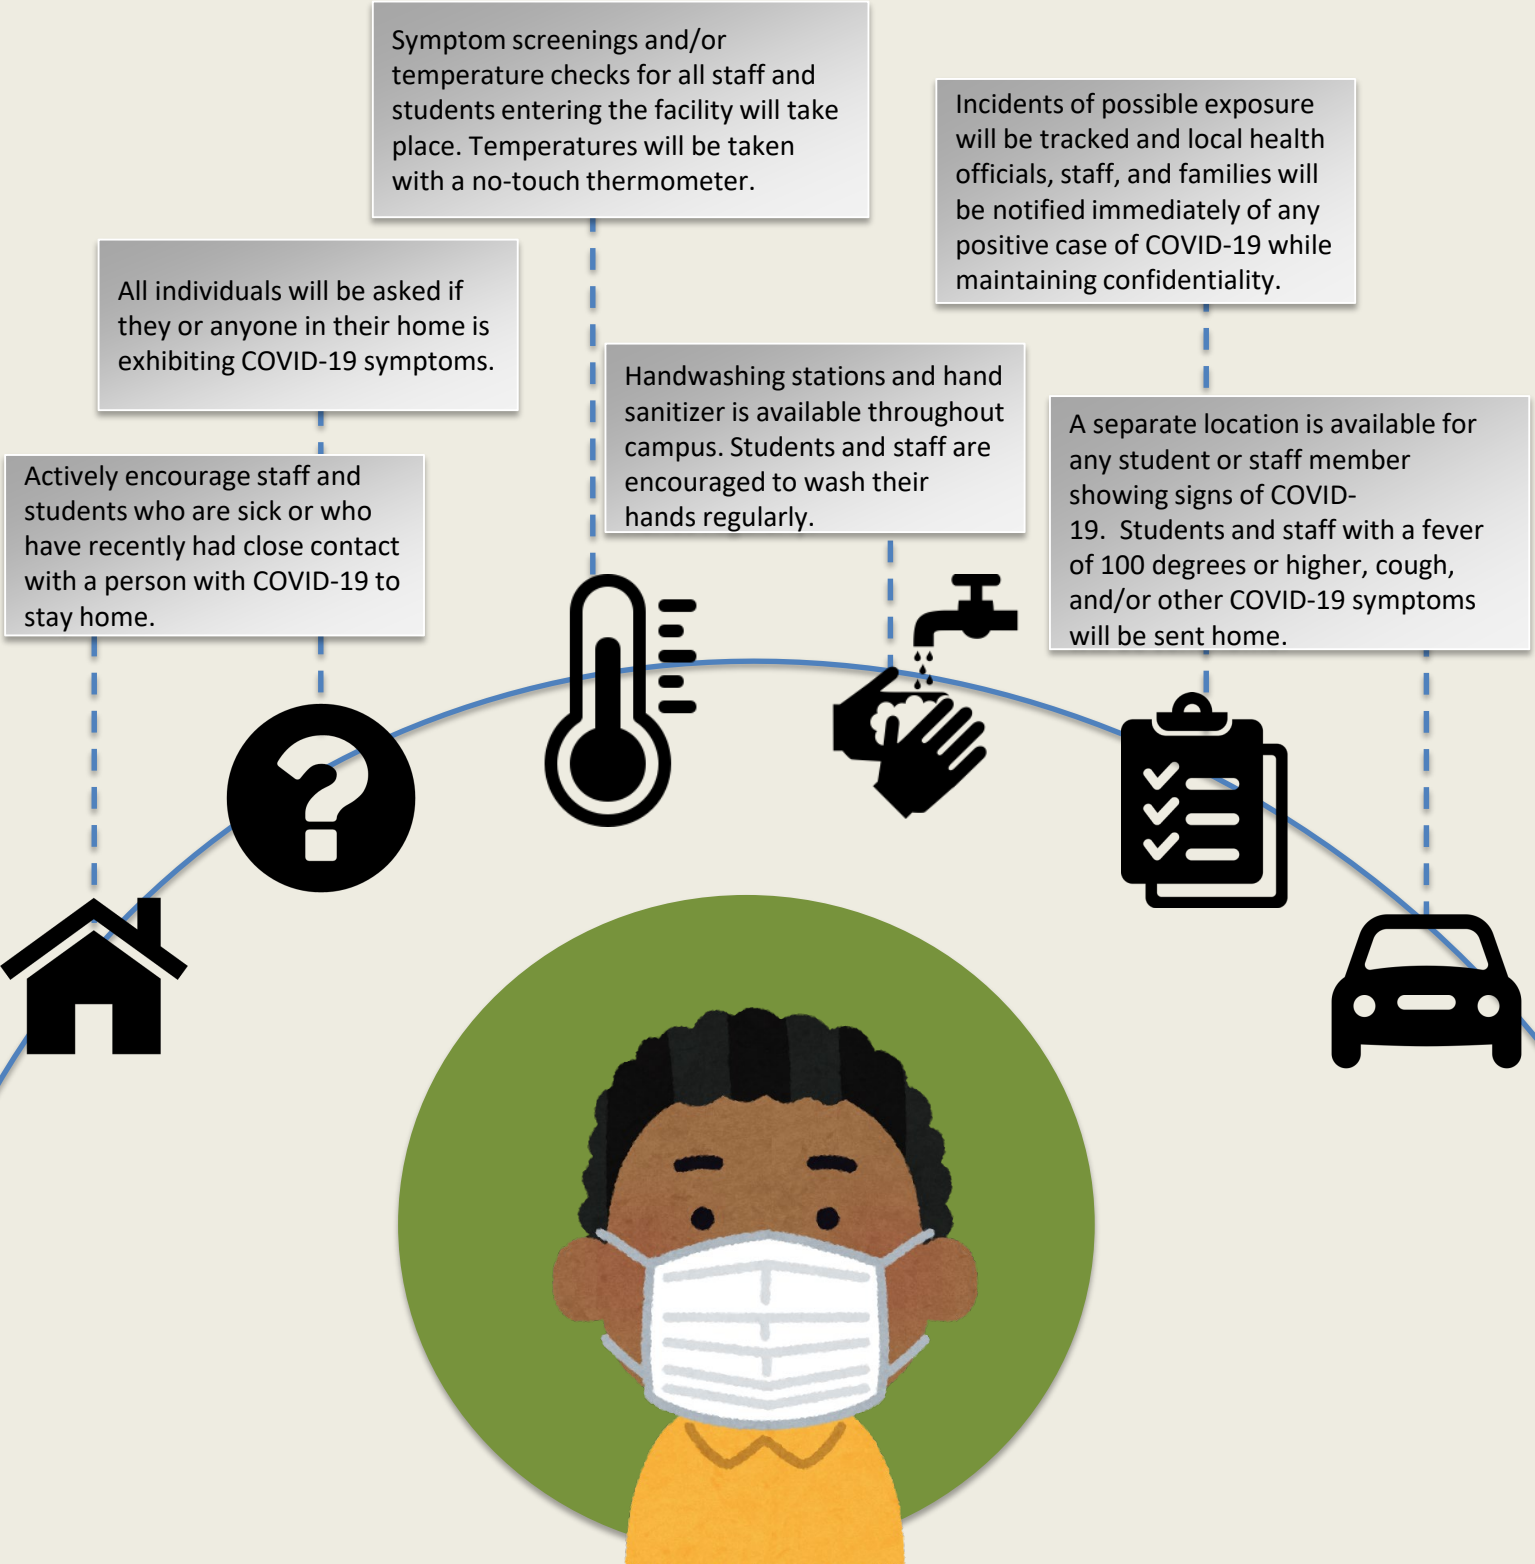 Symptom screenings and/or
temperature checks for all staff and
students entering the facility will take
place. Temperatures will be taken
with a no-touch thermometer.
Incidents of possible exposure
will be tracked and local health
officials, staff, and families will
be notified immediately of any
positive case of COVID-19 while
maintaining confidentiality.
All individuals will be asked if
they or anyone in their home is
exhibiting COVID-19 symptoms.
Handwashing stations and hand
sanitizer is available throughout
campus. Students and staff are
encouraged to wash their
hands regularly.
A separate location is available for
any student or staff member
showing signs of COVID-
19.  Students and staff with a fever
of 100 degrees or higher, cough,
and/or other COVID-19 symptoms
will be sent home.
Actively encourage staff and
students who are sick or who
have recently had close contact
with a person with COVID-19 to
stay home.